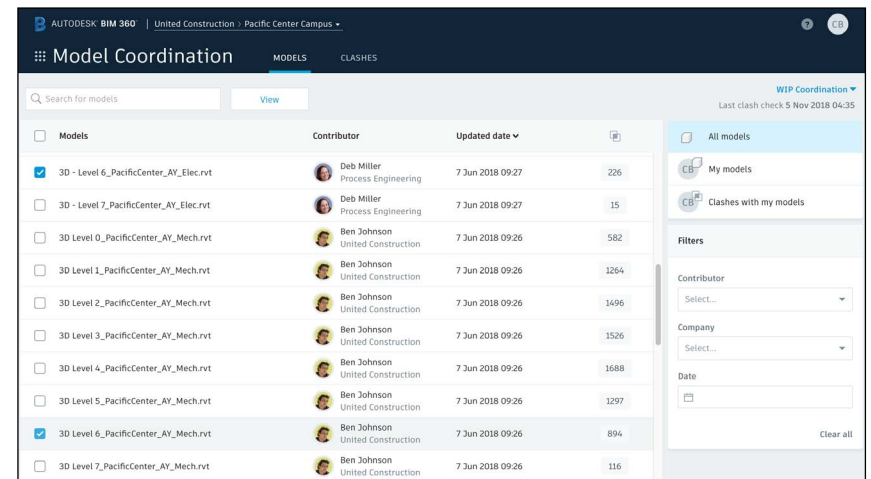 AUTODESK® BIM 360® | United Construction > Pacific Center Campus
? CB
Model Coordination MODELS CLASHES
Search for models View
WIP Coordination
Last clash check 5 Nov 2018 04:35
Models Contributor Updated date
3D - Level 6_PacificCenter_AY_Elec.rvt Deb Miller Process Engineering 7 Jun 2018 09:27 226
3D - Level 7_PacificCenter_AY_Elec.rvt Deb Miller Process Engineering 7 Jun 2018 09:27 15
3D Level 0_PacificCenter_AY_Mech.rvt Ben Johnson United Construction 7 Jun 2018 09:26 582
3D Level 1_PacificCenter_AY_Mech.rvt Ben Johnson United Construction 7 Jun 2018 09:26 1264
3D Level 2_PacificCenter_AY_Mech.rvt Ben Johnson United Construction 7 Jun 2018 09:26 1496
3D Level 3_PacificCenter_AY_Mech.rvt Ben Johnson United Construction 7 Jun 2018 09:26 1526
3D Level 4_PacificCenter_AY_Mech.rvt Ben Johnson United Construction 7 Jun 2018 09:26 1688
3D Level 5_PacificCenter_AY_Mech.rvt Ben Johnson United Construction 7 Jun 2018 09:26 1297
3D Level 6_PacificCenter_AY_Mech.rvt Ben Johnson United Construction 7 Jun 2018 09:26 894
3D Level 7_PacificCenter_AY_Mech.rvt Ben Johnson United Construction 7 Jun 2018 09:26 116
All models
CB My models
CB Clashes with my models
Filters
Contributor
Select...
Company
Select...
Date
Clear all